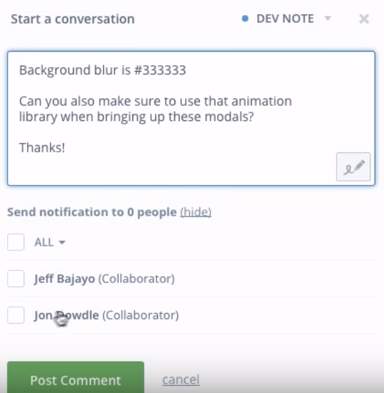 Start a conversation
DEV NOTE
Background blur is #333333
Can you also make sure to use that animation
library when bringing up these modals?
Thanks!
Send notification to 0 people (hide)
ALL
Jeff Bajayo (Collaborator)
Jon Dowdle (Collaborator)
Post Comment
cancel